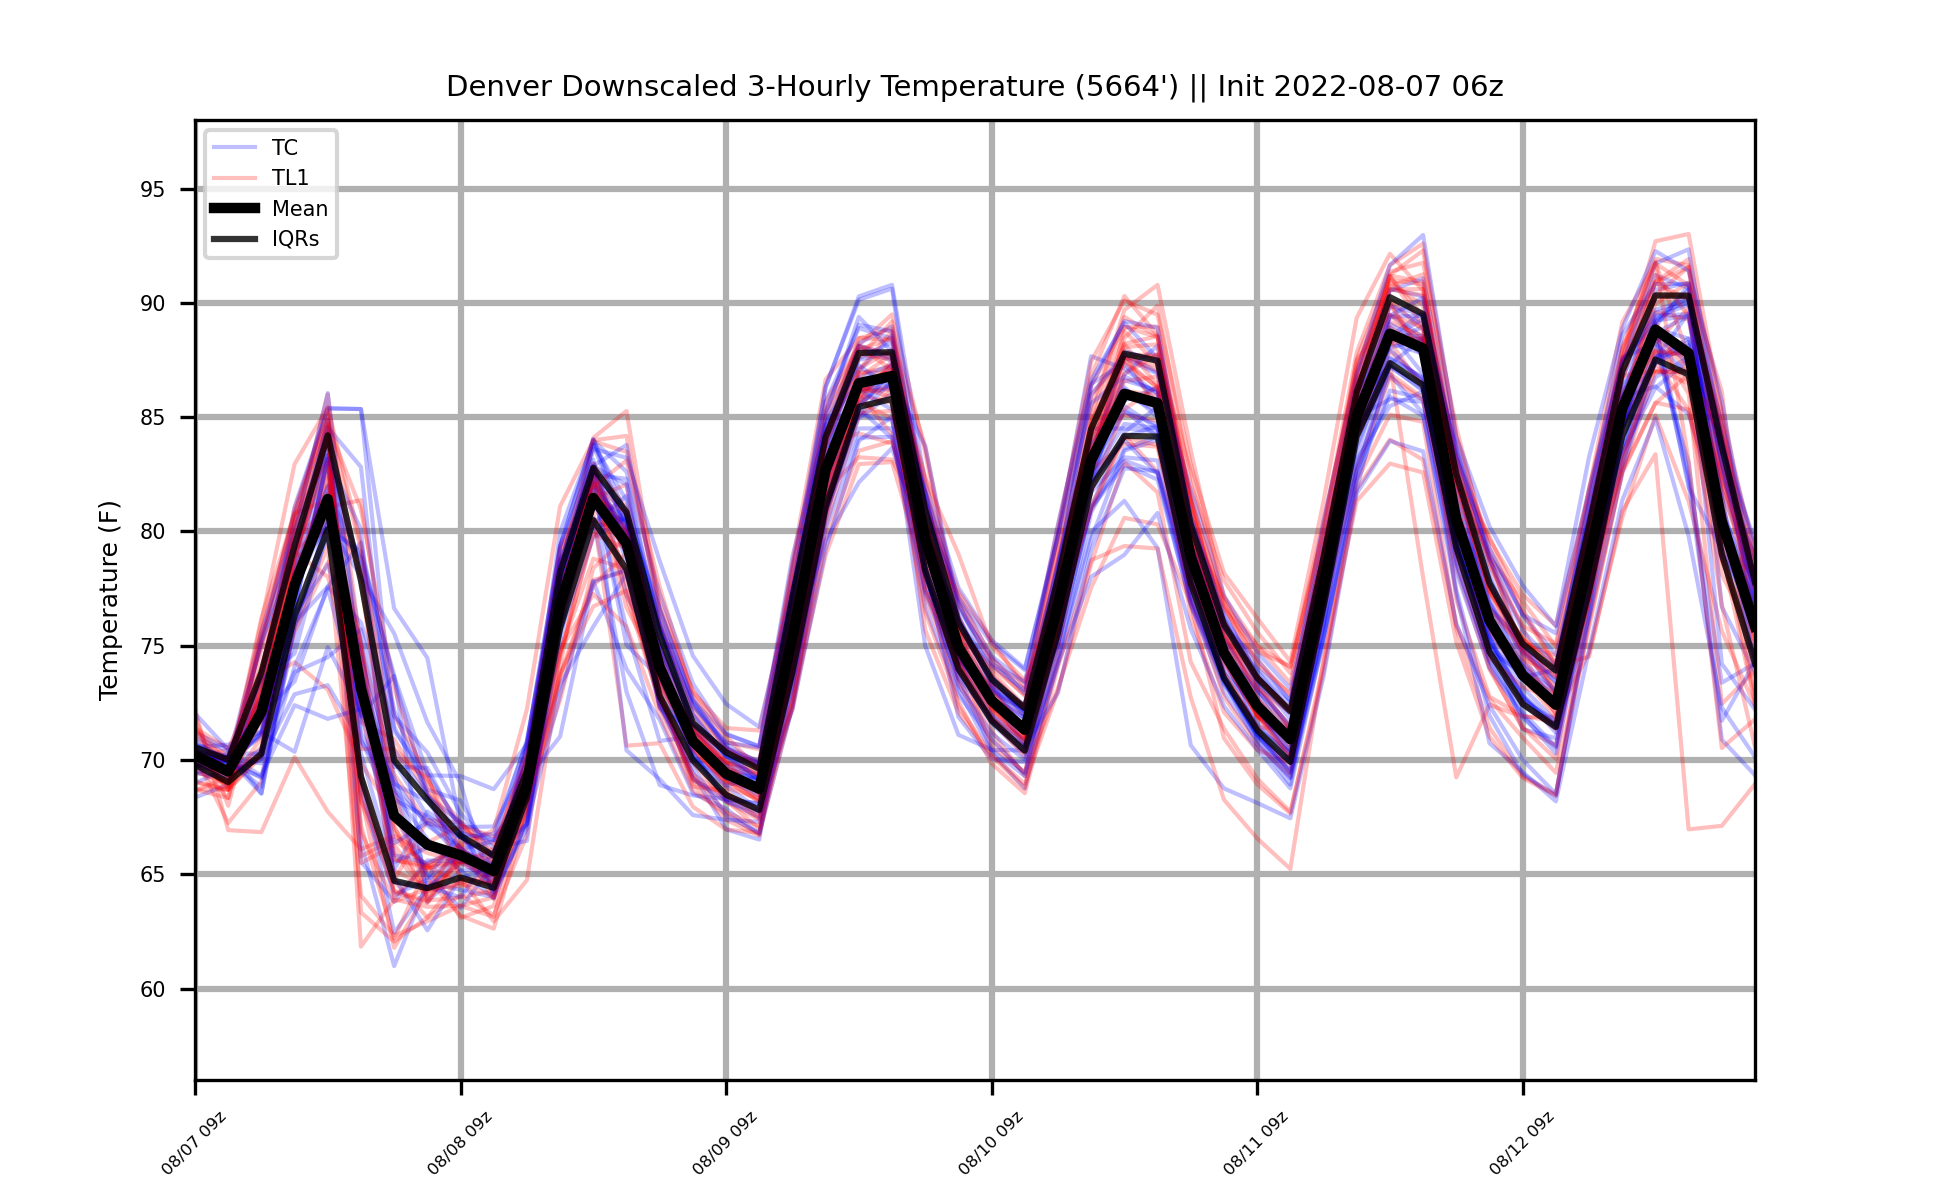 Denver Downscaled 3-Hourly Temperature (5664') || Init 2022-08-07 06z
TC
TL1
Mean
IQRs
Temperature (F)
95
90
85
80
75
70
65
60
08/07 09z
08/08 09z
08/09 09z
08/10 09z
08/11 09z
08/12 09z